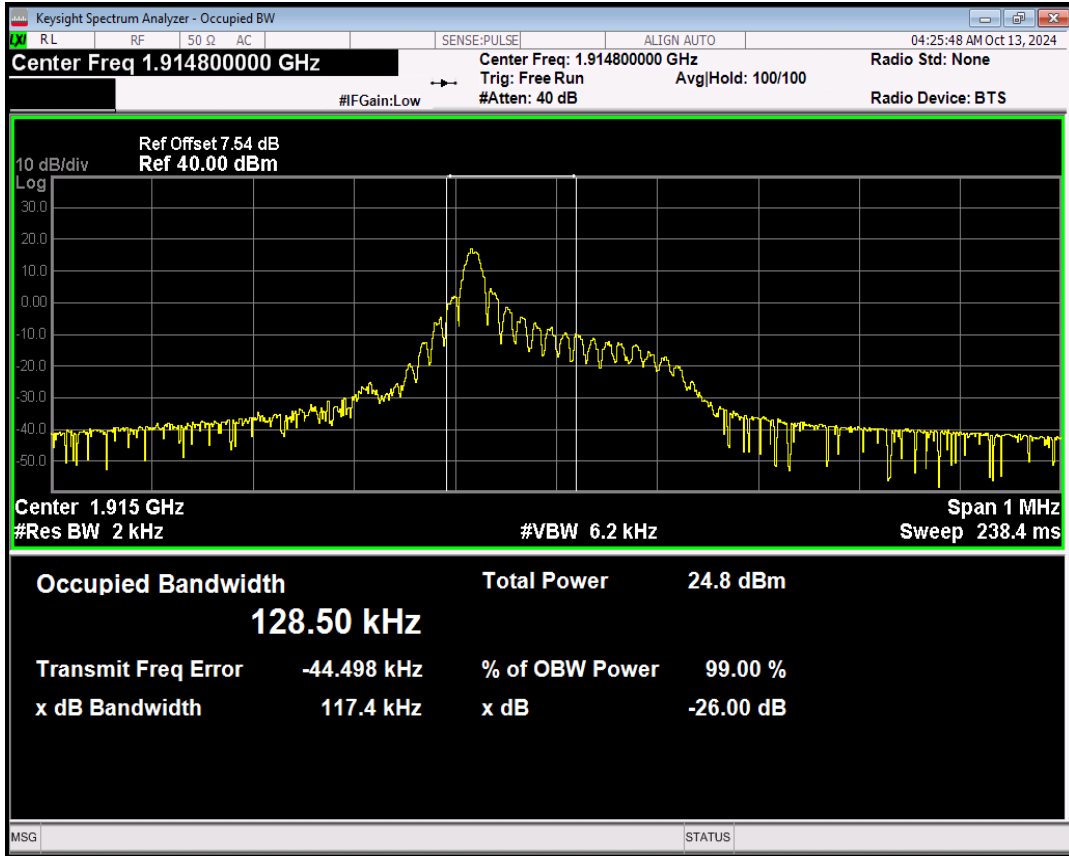 Keysight Spectrum Analyzer - Occupied BW
LXI RL RF 50 Ω AC SENSE:PULSE ALIGN AUTO 04:25:48 AM Oct 13, 2024
Center Freq 1.914800000 GHz Center Freq: 1.914800000 GHz Radio Std: None
Trig: Free Run Avg|Hold: 100/100
#IFGain:Low #Atten: 40 dB Radio Device: BTS
Ref Offset 7.54 dB
10 dB/div Ref 40.00 dBm
Log
30.0
20.0
10.0
0.00
-10.0
-20.0
-30.0
-40.0
-50.0
Center 1.915 GHz Span 1 MHz
#Res BW 2 kHz #VBW 6.2 kHz Sweep 238.4 ms
Occupied Bandwidth Total Power 24.8 dBm
128.50 kHz
Transmit Freq Error -44.498 kHz % of OBW Power 99.00 %
x dB Bandwidth 117.4 kHz x dB -26.00 dB
MSG STATUS